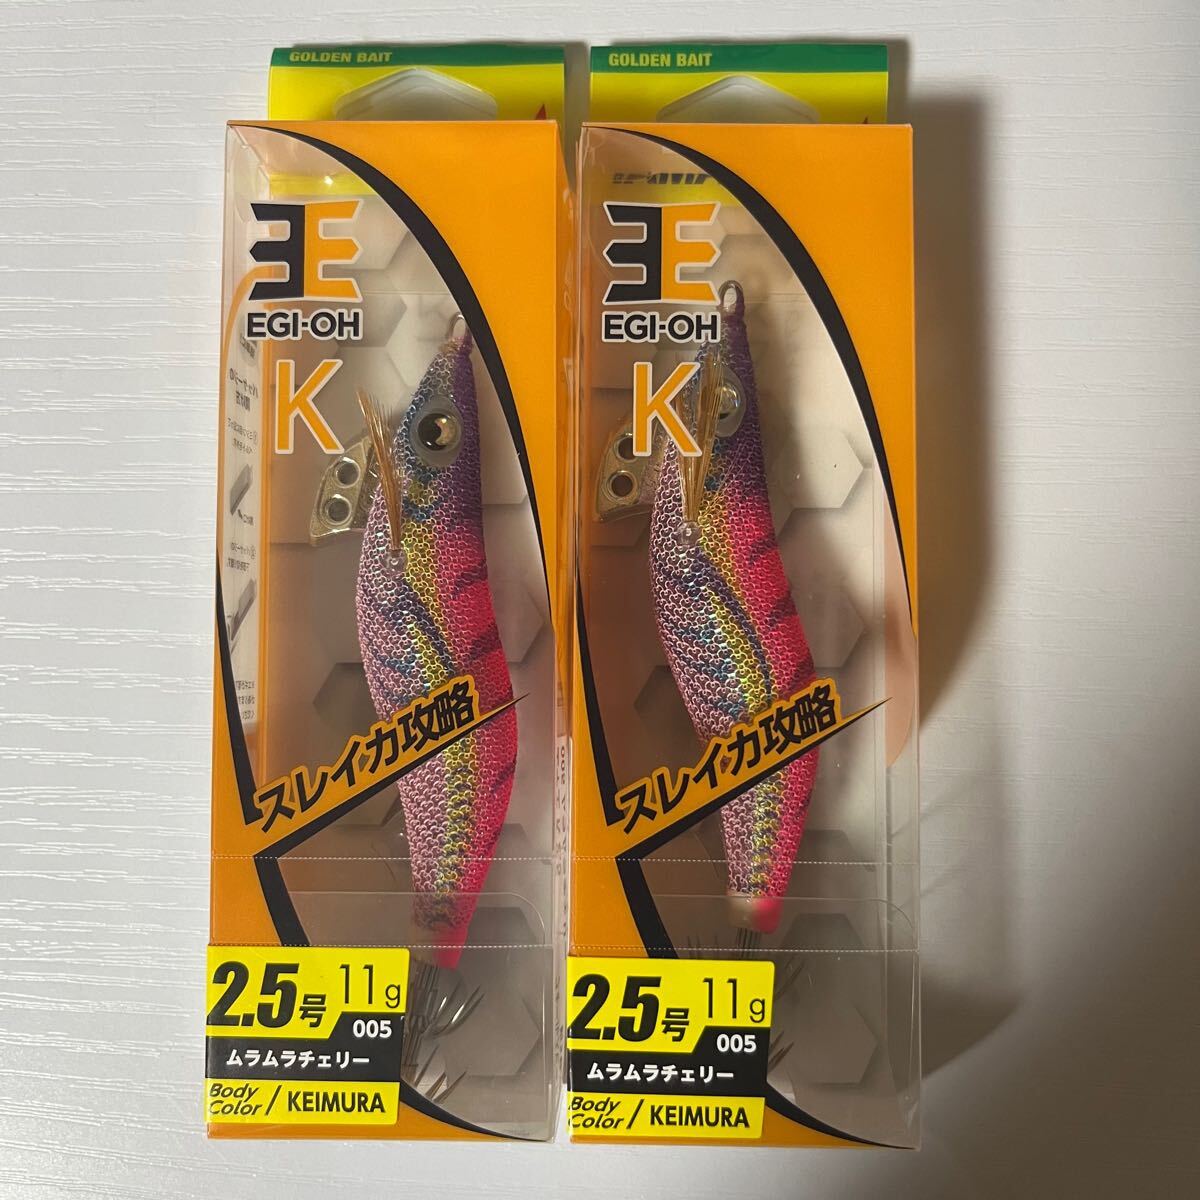 GOLDEN BAIT
EGI-OH
K
スレイカ攻略
2.5号
11g
005
ムラムラチェリー
Body Color / KEIMURA
GOLDEN BAIT
EGI-OH
K
スレイカ攻略
2.5号
11g
005
ムラムラチェリー
Body Color / KEIMURA